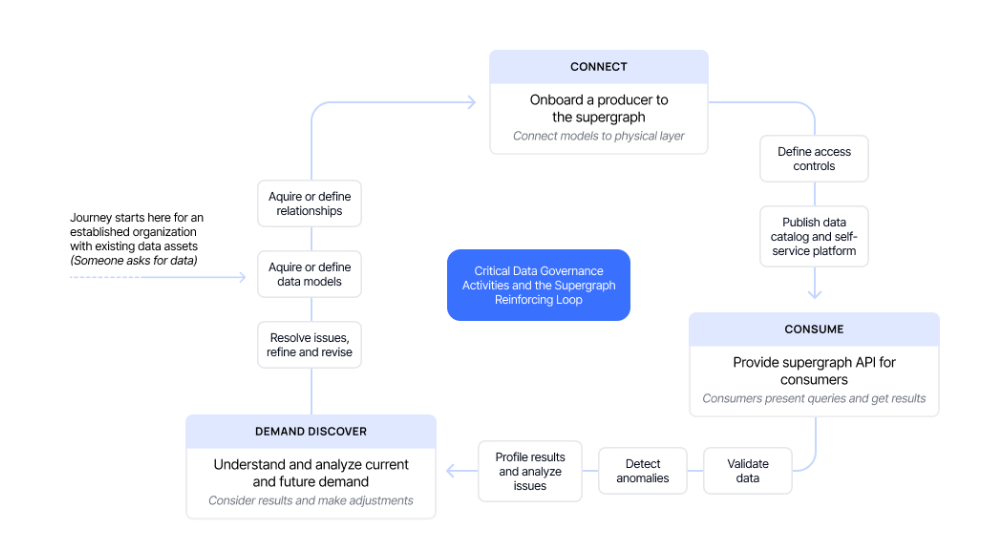 CONNECT
Onboard a producer to
the supergraph
Connect models to physical layer
Define access
controls
Publish data
catalog and self-
service platform
Aquire or define
relationships
Journey starts here for an
established organization
with existing data assets
(Someone asks for data)
Aquire or define
data models
Critical Data Governance
Activities and the Supergraph
Reinforcing Loop
Resolve issues,
refine and revise
CONSUME
Provide supergraph API for
consumers
Consumers present queries and get results
DEMAND DISCOVER
Understand and analyze current
and future demand
Consider results and make adjustments
Profile results
and analyze
issues
Detect
anomalies
Validate
data